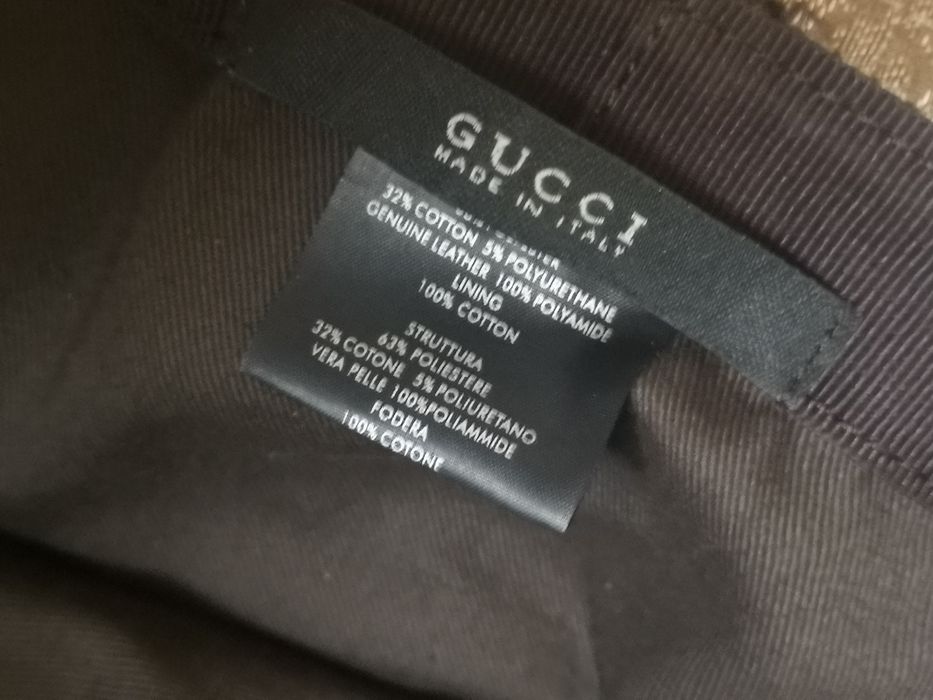 GUCCI
MADE IN ITALY
32% COTTON 5% POLYURETHANE
GENUINE LEATHER 100% POLYAMIDE
LINING
100% COTTON
STRUTTURA
63% POLIESTERE
32% COTONE 5% POLIURETANO
VERA PELLE 100%POLIAMMIDE
FODERA
100% COTONE